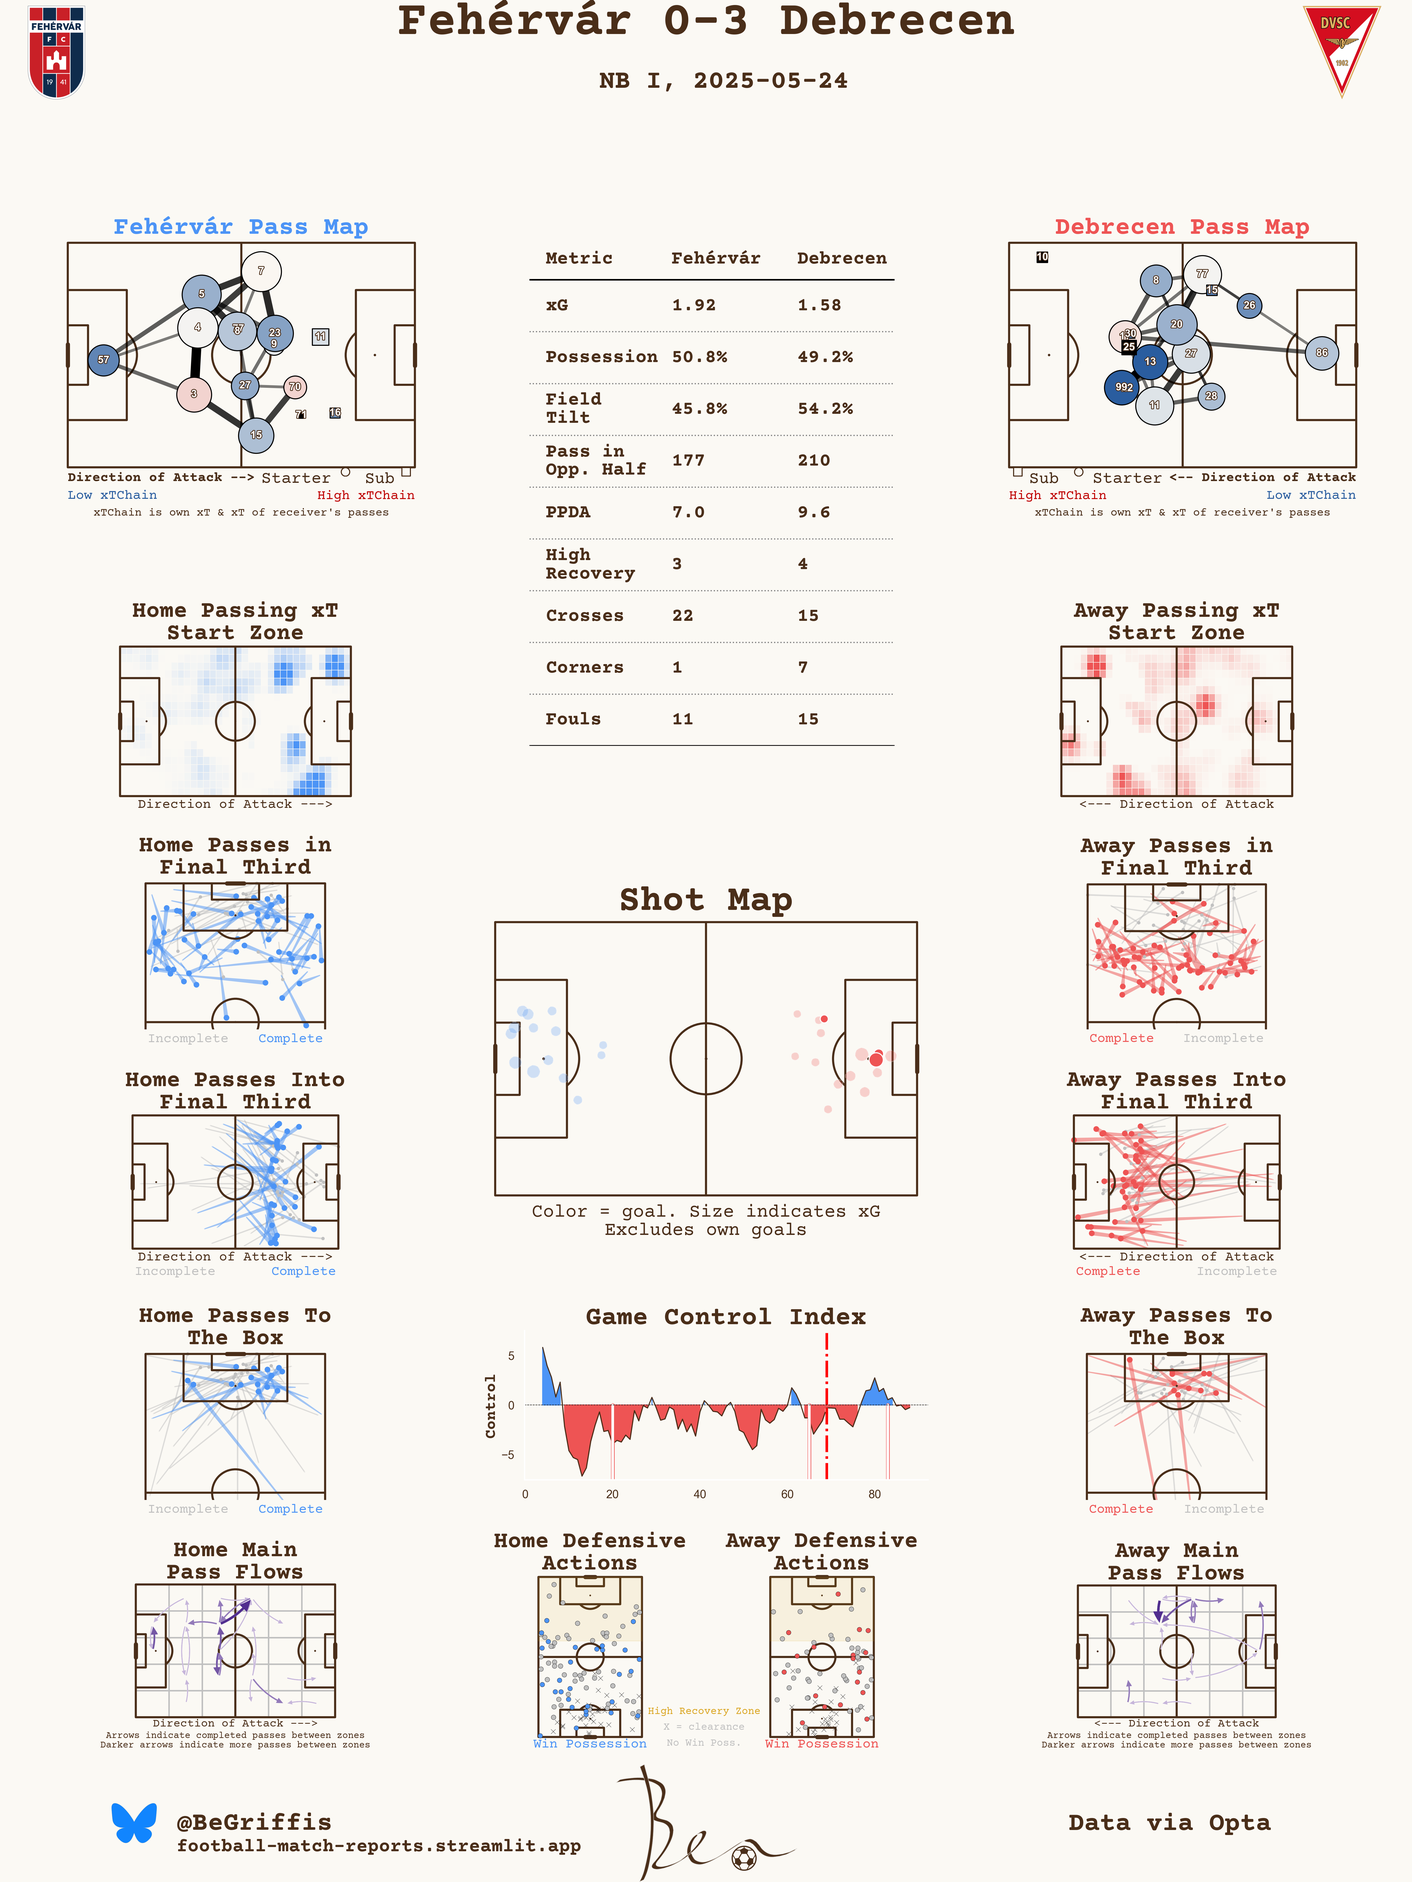 Fehérvár 0-3 Debrecen
NB I, 2025-05-24
FEHÉRVÁR
F C
19 41
DVSC
1902
Fehérvár Pass Map
7
5
4
77
8
23
9
11
57
27
70
3
71
16
15
Direction of Attack --> Starter Sub
Low xTChain High xTChain
xTChain is own xT & xT of receiver's passes
Metric Fehérvár Debrecen
xG 1.92 1.58
Possession 50.8% 49.2%
Field
Tilt 45.8% 54.2%
Pass in
Opp. Half 177 210
PPDA 7.0 9.6
High
Recovery 3 4
Crosses 22 15
Corners 1 7
Fouls 11 15
Debrecen Pass Map
10
8
77
15
26
20
30
25
13
27
86
992
11
28
Sub Starter <-- Direction of Attack
High xTChain Low xTChain
xTChain is own xT & xT of receiver's passes
Home Passing xT
Start Zone
Direction of Attack --->
Away Passing xT
Start Zone
<--- Direction of Attack
Home Passes in
Final Third
Incomplete Complete
Away Passes in
Final Third
Complete Incomplete
Shot Map
Color = goal. Size indicates xG
Excludes own goals
Home Passes Into
Final Third
Direction of Attack --->
Incomplete Complete
Away Passes Into
Final Third
<--- Direction of Attack
Complete Incomplete
Home Passes To
The Box
Incomplete Complete
Game Control Index
Control
5
0
−5
0 20 40 60 80
Away Passes To
The Box
Complete Incomplete
Home Main
Pass Flows
Direction of Attack --->
Arrows indicate completed passes between zones
Darker arrows indicate more passes between zones
Home Defensive
Actions
Win Possession
High Recovery Zone
X = clearance
No Win Poss.
Away Defensive
Actions
Win Possession
Away Main
Pass Flows
<--- Direction of Attack
Arrows indicate completed passes between zones
Darker arrows indicate more passes between zones
@BeGriffis
football-match-reports.streamlit.app
Ben
Data via Opta